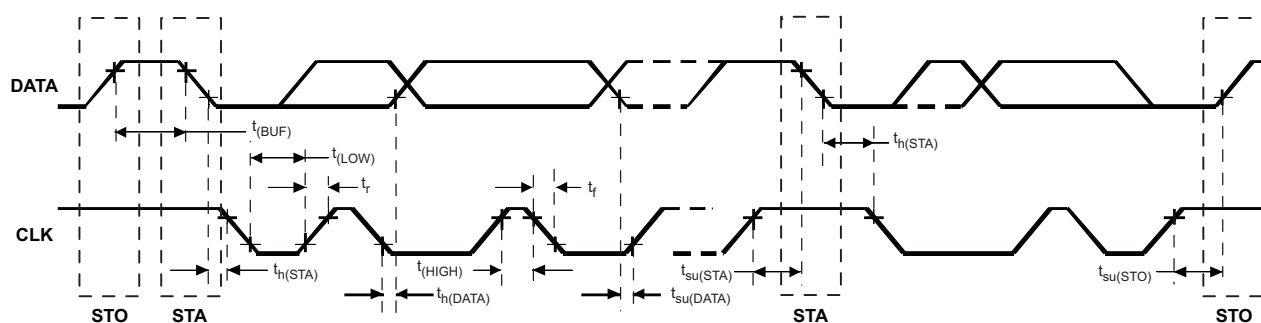 DATA
t(BUF)
t(LOW)
tr
th(STA)
tf
CLK
th(STA)
t(HIGH)
th(DATA)
tsu(DATA)
tsu(STA)
tsu(STO)
STO
STA
STA
STO